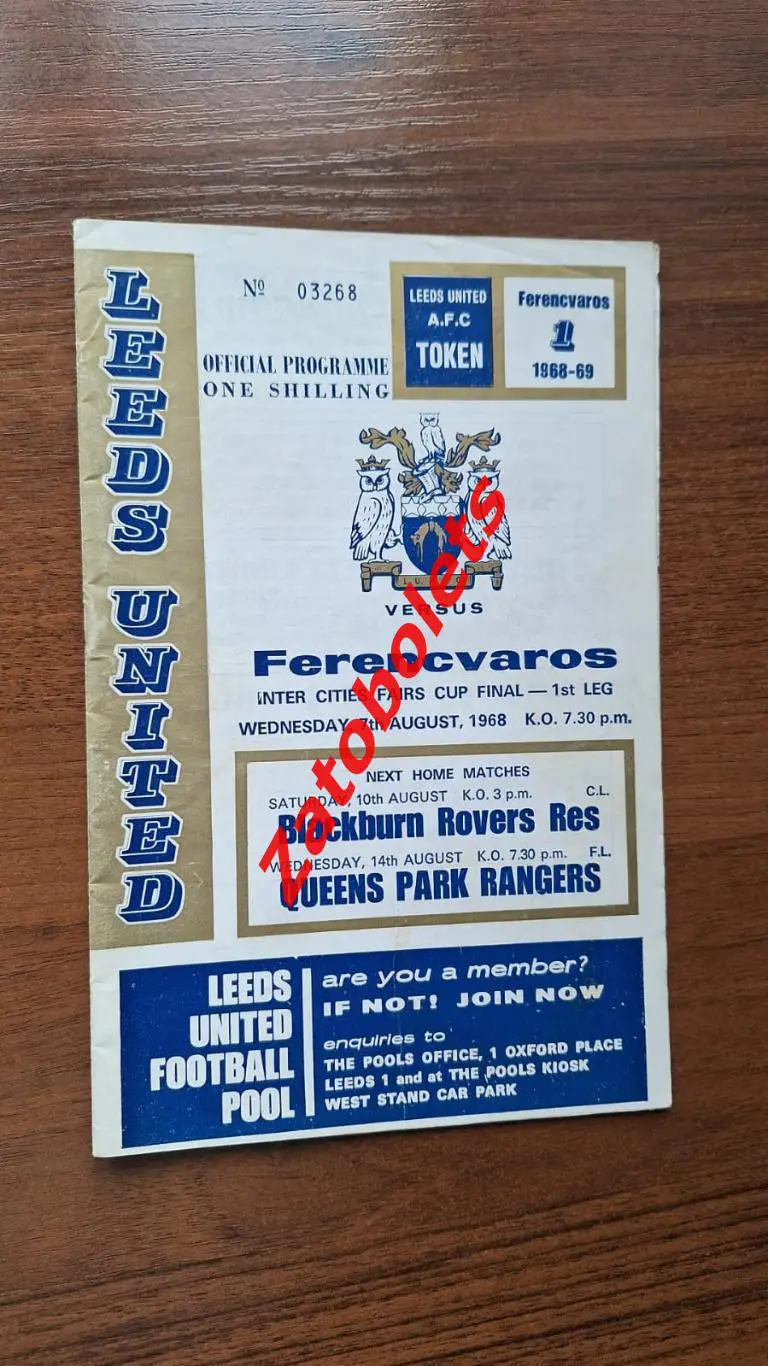 LEEDS UNITED
Nº 03268
OFFICIAL PROGRAMME
ONE SHILLING
LEEDS UNITED
A.F.C
TOKEN
Ferencvaros
1
1968-69
L.U.
VERSUS
Ferencvaros
INTER CITIES FAIRS CUP FINAL — 1st LEG
WEDNESDAY 7th AUGUST, 1968 K.O. 7.30 p.m.
NEXT HOME MATCHES
SATURDAY, 10th AUGUST K.O. 3 p.m. C.L.
Blackburn Rovers Res
WEDNESDAY, 14th AUGUST K.O. 7.30 p.m. F.L.
QUEENS PARK RANGERS
LEEDS
UNITED
FOOTBALL
POOL
are you a member?
IF NOT! JOIN NOW
enquiries to
THE POOLS OFFICE, 1 OXFORD PLACE
LEEDS 1 and at THE POOLS KIOSK
WEST STAND CAR PARK
Zatobolets